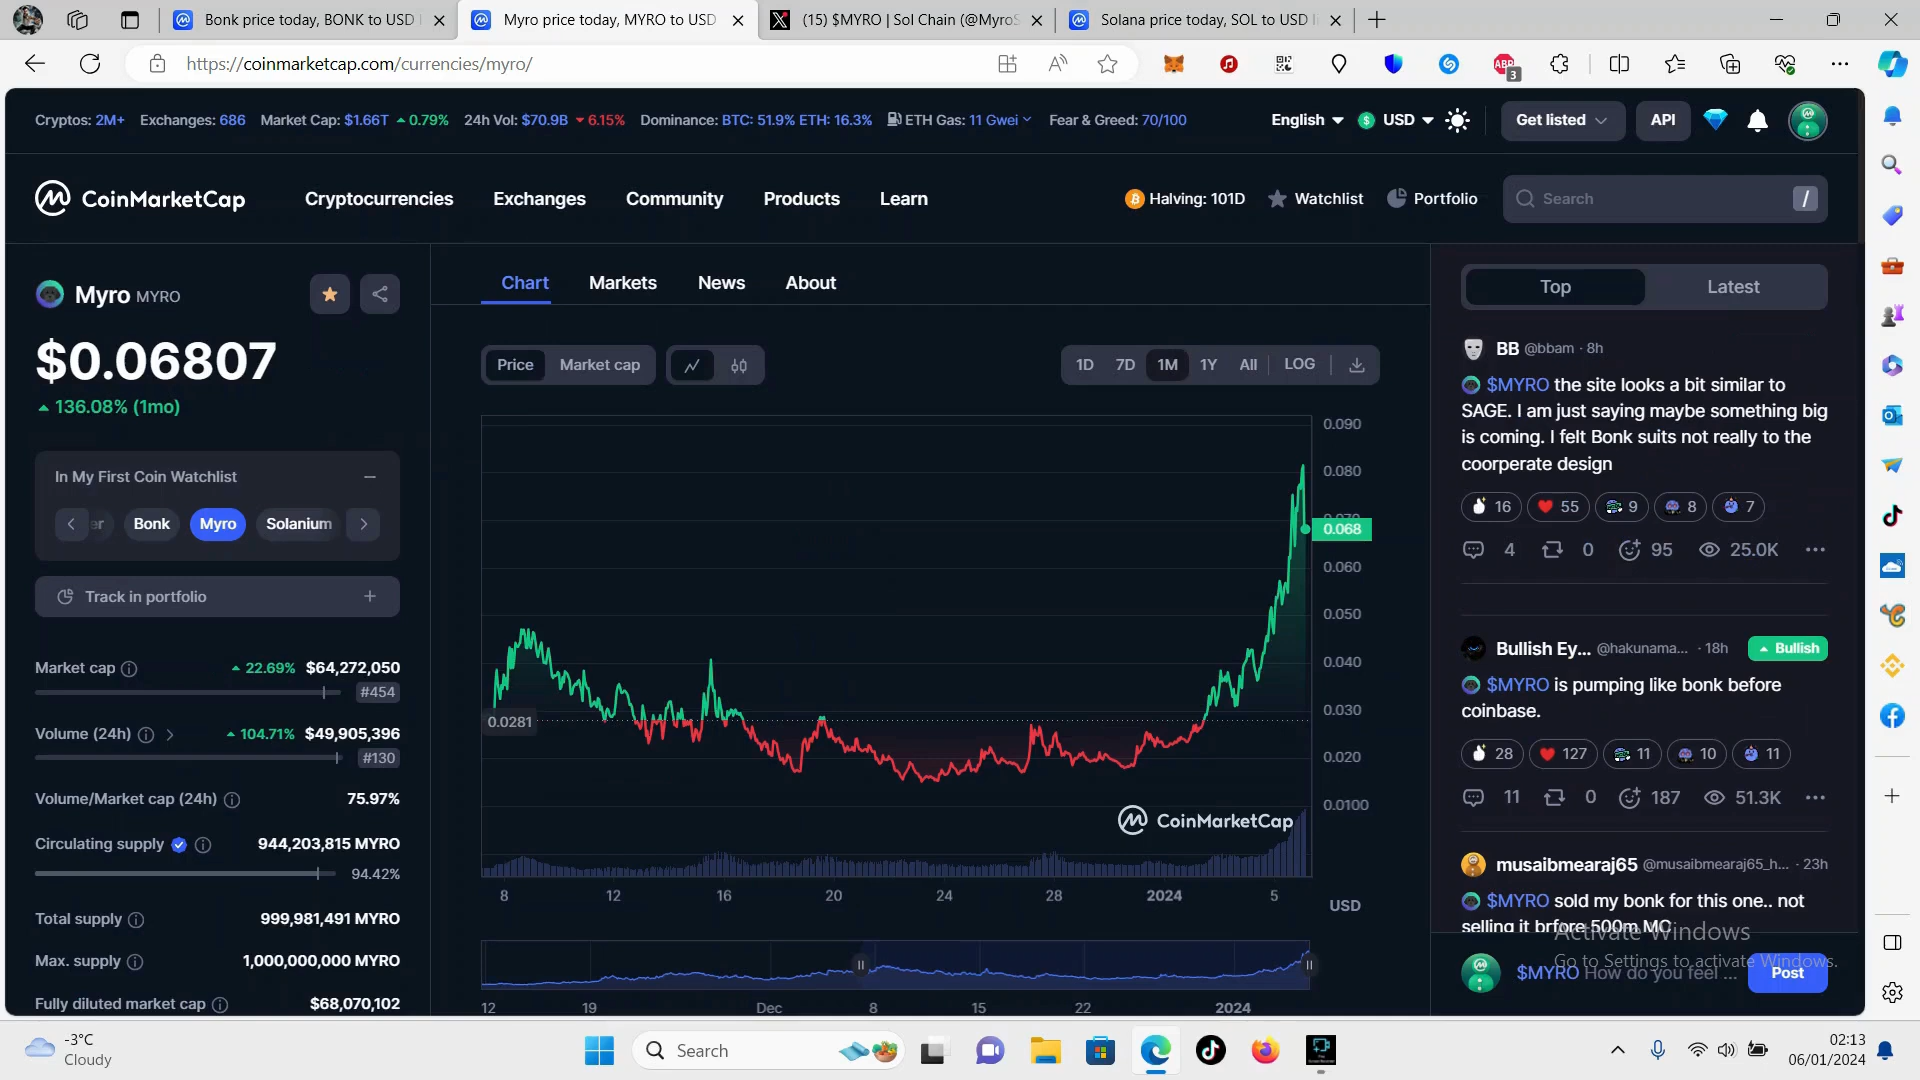 Bonk price today, BONK to USD
Myro price today, MYRO to USD
(15) $MYRO | Sol Chain (@MyroS
Solana price today, SOL to USD li
https://coinmarketcap.com/currencies/myro/
ABP
3
Cryptos: 2M+ Exchanges: 686 Market Cap: $1.66T 0.79% 24h Vol: $70.9B 6.15% Dominance: BTC: 51.9% ETH: 16.3% ETH Gas: 11 Gwei Fear & Greed: 70/100
English USD Get listed API
CoinMarketCap Cryptocurrencies Exchanges Community Products Learn
Halving: 101D Watchlist Portfolio Search /
Myro MYRO
$0.06807
136.08% (1mo)
In My First Coin Watchlist
er Bonk Myro Solanium
Track in portfolio
Market cap 22.69% $64,272,050
#454
Volume (24h) 104.71% $49,905,396
#130
Volume/Market cap (24h) 75.97%
Circulating supply 944,203,815 MYRO
94.42%
Total supply 999,981,491 MYRO
Max. supply 1,000,000,000 MYRO
Fully diluted market cap $68,070,102
Chart Markets News About
Price Market cap
1D 7D 1M 1Y All LOG
0.090
0.080
0.068
0.060
0.050
0.040
0.030
0.020
0.0100
0.0281
CoinMarketCap
8 12 16 20 24 28 2024 5
USD
12 19 Dec 8 15 22 2024
Top Latest
BB @bbam · 8h
$MYRO the site looks a bit similar to
SAGE. I am just saying maybe something big
is coming. I felt Bonk suits not really to the
coorperate design
16 55 9 8 7
4 0 95 25.0K
Bullish Ey... @hakunama... · 18h Bullish
$MYRO is pumping like bonk before
coinbase.
28 127 11 10 11
11 0 187 51.3K
musaibmearaj65 @musaibmearaj65_h... · 23h
$MYRO sold my bonk for this one.. not
selling it brfore 500m MC
Activate Windows
Go to Settings to activate Windows.
$MYRO How do you feel ... Post
-3°C
Cloudy
Search
02:13
06/01/2024